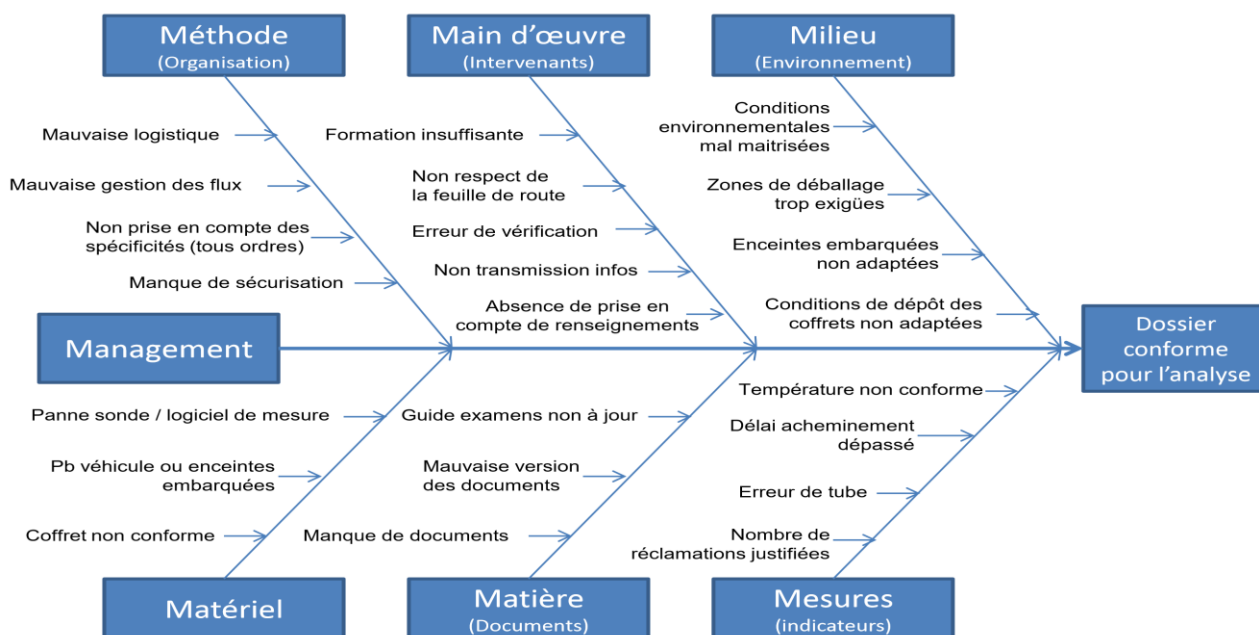 Méthode
(Organisation)
Main d'œuvre
(Intervenants)
Milieu
(Environnement)
Mauvaise logistique
Mauvaise gestion des flux
Non prise en compte des
spécificités (tous ordres)
Manque de sécurisation
Formation insuffisante
Non respect de
la feuille de route
Erreur de vérification
Non transmission infos
Absence de prise en
compte de renseignements
Conditions
environnementales
mal maitrisées
Zones de déballage
trop exigües
Enceintes embarquées
non adaptées
Conditions de dépôt des
coffrets non adaptées
Management
Dossier
conforme
pour l'analyse
Panne sonde / logiciel de mesure
Pb véhicule ou enceintes
embarquées
Coffret non conforme
Guide examens non à jour
Mauvaise version
des documents
Manque de documents
Température non conforme
Délai acheminement
dépassé
Erreur de tube
Nombre de
réclamations justifiées
Matériel
Matière
(Documents)
Mesures
(indicateurs)